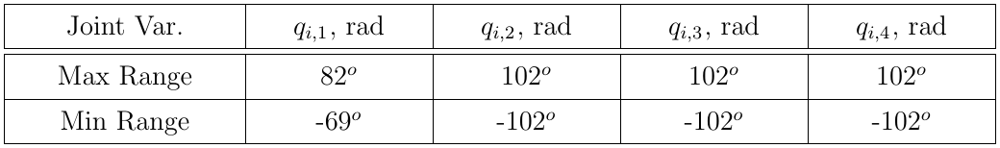 Joint Var. q_{i,1}, rad q_{i,2}, rad q_{i,3}, rad q_{i,4}, rad
Max Range 82^o 102^o 102^o 102^o
Min Range -69^o -102^o -102^o -102^o